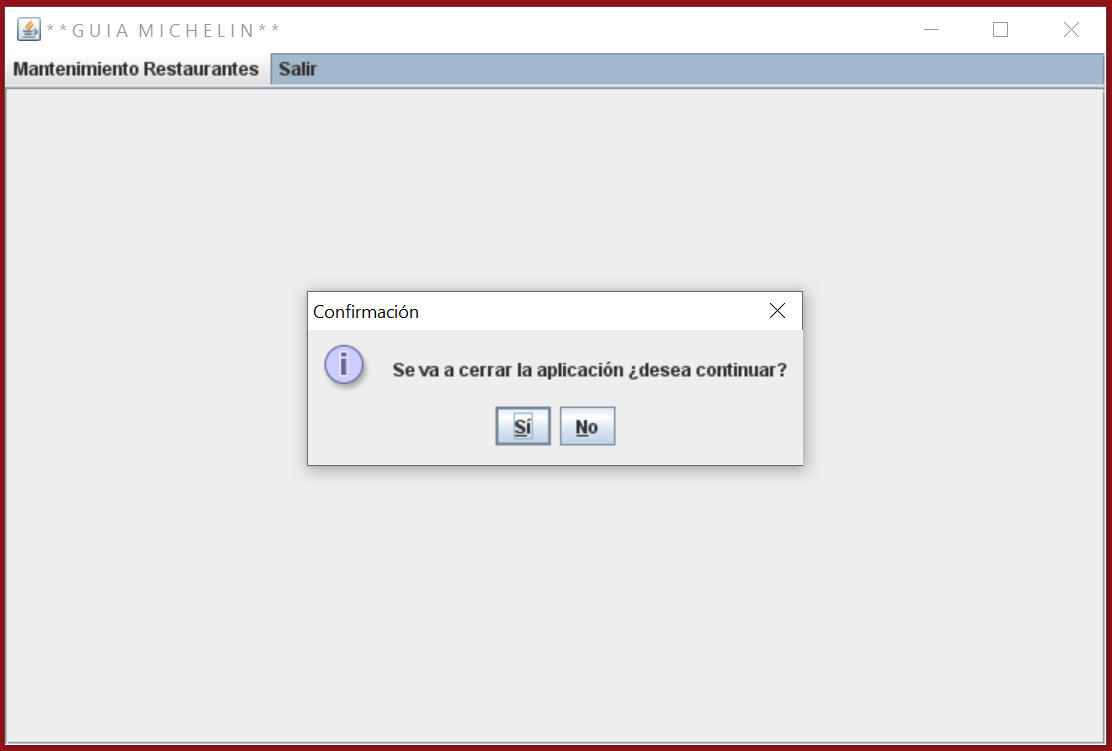 **GUIA MICHELIN**
Mantenimiento Restaurantes Salir
Confirmación
Se va a cerrar la aplicación ¿desea continuar?
Sí No